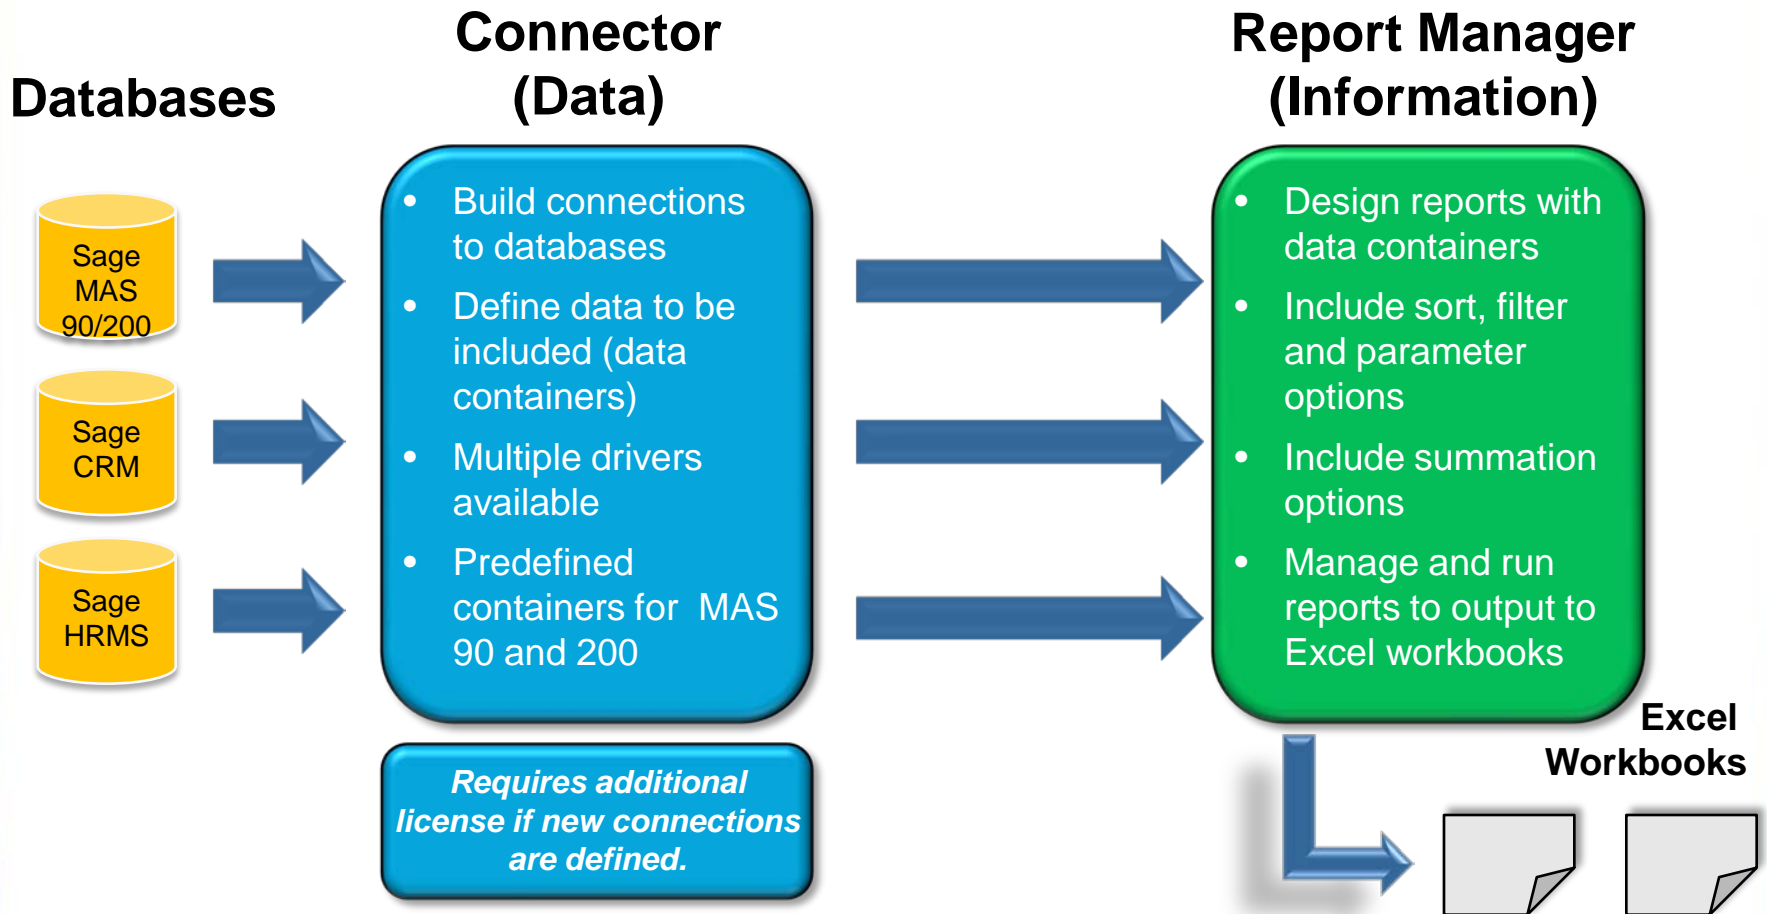 Databases
Connector
(Data)
Report Manager
(Information)
Sage
MAS
90/200
Sage
CRM
Sage
HRMS
• Build connections
to databases
• Define data to be
included (data
containers)
• Multiple drivers
available
• Predefined
containers for MAS
90 and 200
Requires additional
license if new connections
are defined.
• Design reports with
data containers
• Include sort, filter
and parameter
options
• Include summation
options
• Manage and run
reports to output to
Excel workbooks
Excel
Workbooks